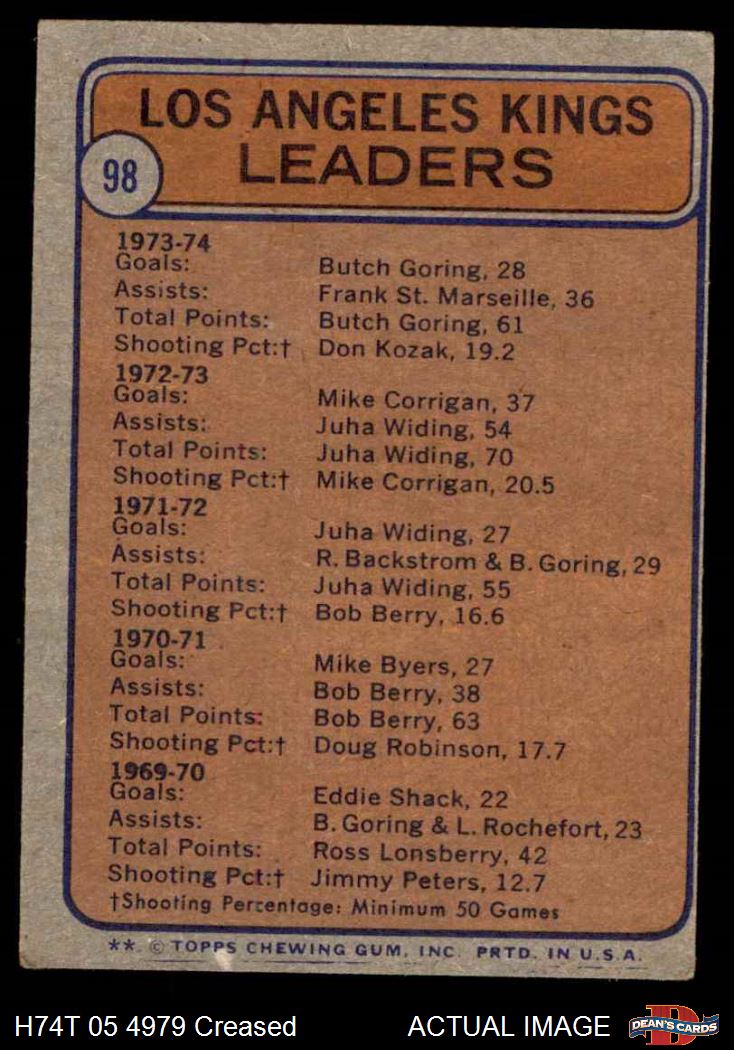 LOS ANGELES KINGS
LEADERS
98
1973-74
Goals: Butch Goring, 28
Assists: Frank St. Marseille, 36
Total Points: Butch Goring, 61
Shooting Pct:† Don Kozak, 19.2
1972-73
Goals: Mike Corrigan, 37
Assists: Juha Widing, 54
Total Points: Juha Widing, 70
Shooting Pct:† Mike Corrigan, 20.5
1971-72
Goals: Juha Widing, 27
Assists: R. Backstrom & B. Goring, 29
Total Points: Juha Widing, 55
Shooting Pct:† Bob Berry, 16.6
1970-71
Goals: Mike Byers, 27
Assists: Bob Berry, 38
Total Points: Bob Berry, 63
Shooting Pct:† Doug Robinson, 17.7
1969-70
Goals: Eddie Shack, 22
Assists: B. Goring & L. Rochefort, 23
Total Points: Ross Lonsberry, 42
Shooting Pct:† Jimmy Peters, 12.7
†Shooting Percentage: Minimum 50 Games
** © TOPPS CHEWING GUM, INC. PRTD. IN U.S.A.
H74T 05 4979 Creased ACTUAL IMAGE DEAN'S CARDS